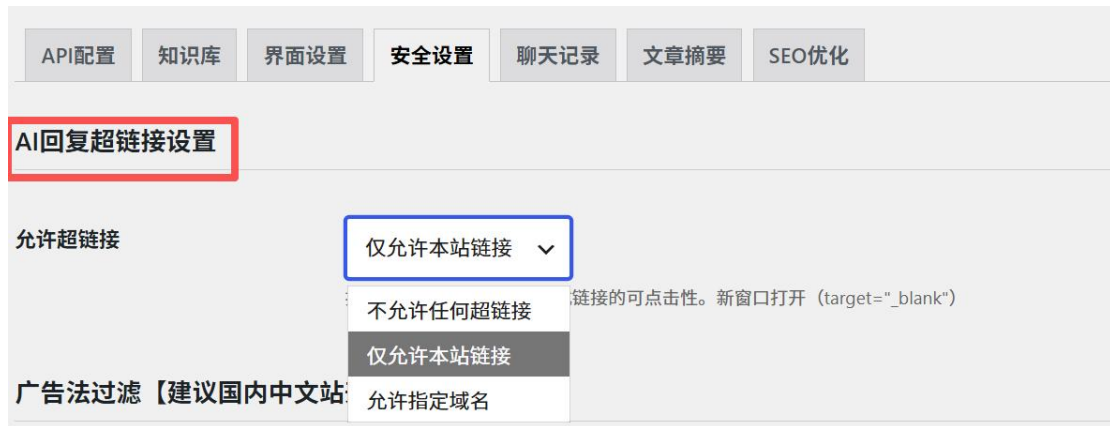 API配置 知识库 界面设置 安全设置 聊天记录 文章摘要 SEO优化
AI回复超链接设置
允许超链接 仅允许本站链接
链接的可点击性。新窗口打开（target="_blank"）
不允许任何超链接
仅允许本站链接
广告法过滤【建议国内中文站
允许指定域名